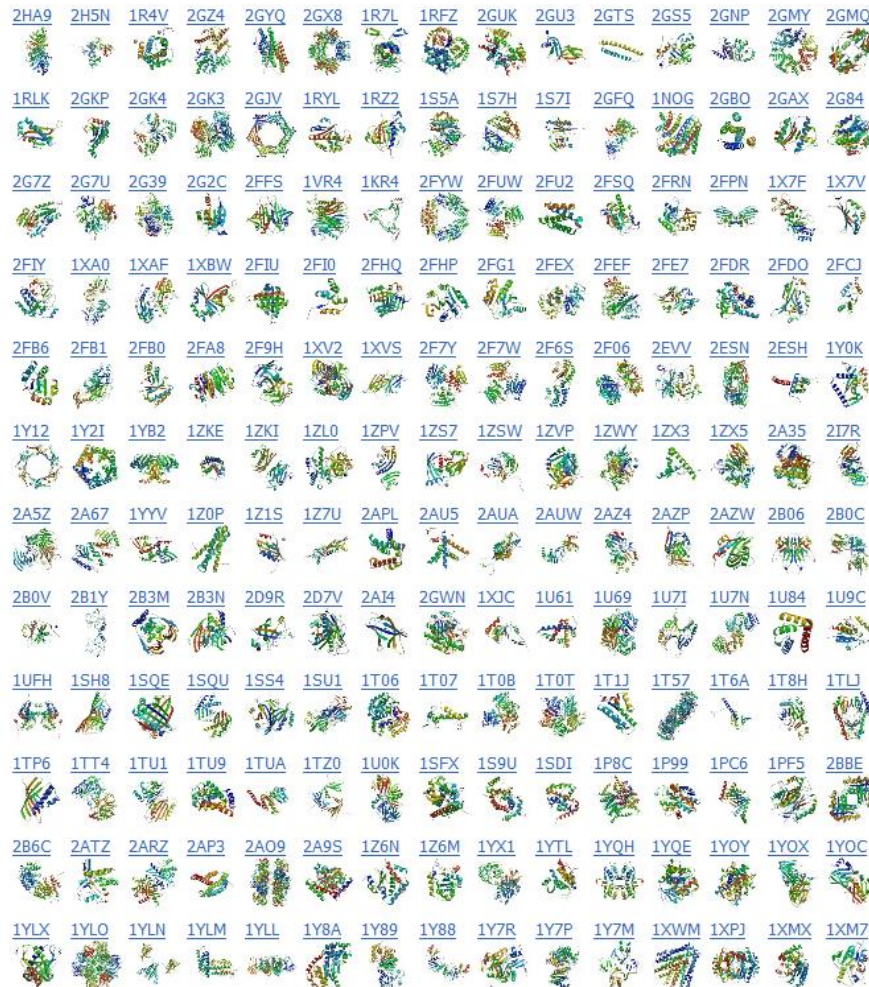 2HA9 2H5N 1R4V 2GZ4 2GYQ 2GX8 1R7L 1RFZ 2GUK 2GU3 2GTS 2GS5 2GNP 2GMY 2GMQ
1RLK 2GKP 2GK4 2GK3 2GJV 1RYL 1RZ2 1S5A 1S7H 1S7I 2GFQ 1NOG 2GBO 2GAX 2G84
2G7Z 2G7U 2G39 2G2C 2FFS 1VR4 1KR4 2FYW 2FUW 2FU2 2FSQ 2FRN 2FPN 1X7F 1X7V
2FIY 1XA0 1XAF 1XBW 2FIU 2FI0 2FHQ 2FHP 2FG1 2FEX 2FEF 2FE7 2FDR 2FDO 2FCJ
2FB6 2FB1 2FB0 2FA8 2F9H 1XV2 1XVS 2F7Y 2F7W 2F6S 2F06 2EVV 2ESN 2ESH 1Y0K
1Y12 1Y2I 1YB2 1ZKE 1ZKI 1ZL0 1ZPV 1ZS7 1ZSW 1ZVP 1ZWY 1ZX3 1ZX5 2A35 2I7R
2A5Z 2A67 1YYV 1Z0P 1Z1S 1Z7U 2APL 2AU5 2AUA 2AUW 2AZ4 2AZP 2AZW 2B06 2B0C
2B0V 2B1Y 2B3M 2B3N 2D9R 2D7V 2AI4 2GWN 1XJC 1U61 1U69 1U7I 1U7N 1U84 1U9C
1UFH 1SH8 1SQE 1SQU 1SS4 1SU1 1T06 1T07 1T0B 1T0T 1T1J 1T57 1T6A 1T8H 1TLJ
1TP6 1TT4 1TU1 1TU9 1TUA 1TZ0 1U0K 1SFX 1S9U 1SDI 1P8C 1P99 1PC6 1PF5 2BBE
2B6C 2ATZ 2ARZ 2AP3 2AO9 2A9S 1Z6N 1Z6M 1YX1 1YTL 1YQH 1YQE 1YOY 1YOX 1YOC
1YLX 1YLO 1YLN 1YLM 1YLL 1Y8A 1Y89 1Y88 1Y7R 1Y7P 1Y7M 1XWM 1XPJ 1XMX 1XM7